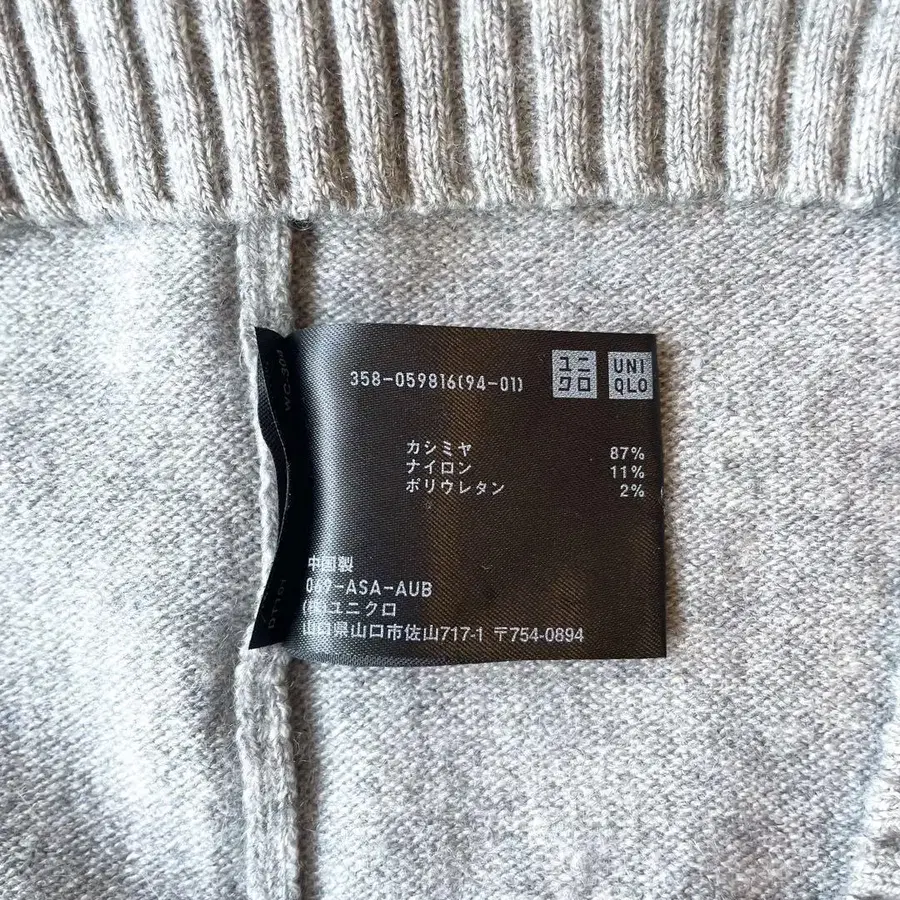 358-059816(94-01)
ユニ
クロ
UNI
QLO
カシミヤ 87%
ナイロン 11%
ポリウレタン 2%
中国製
069-ASA-AUB
(株)ユニクロ
山口県山口市佐山717-1 〒754-0894